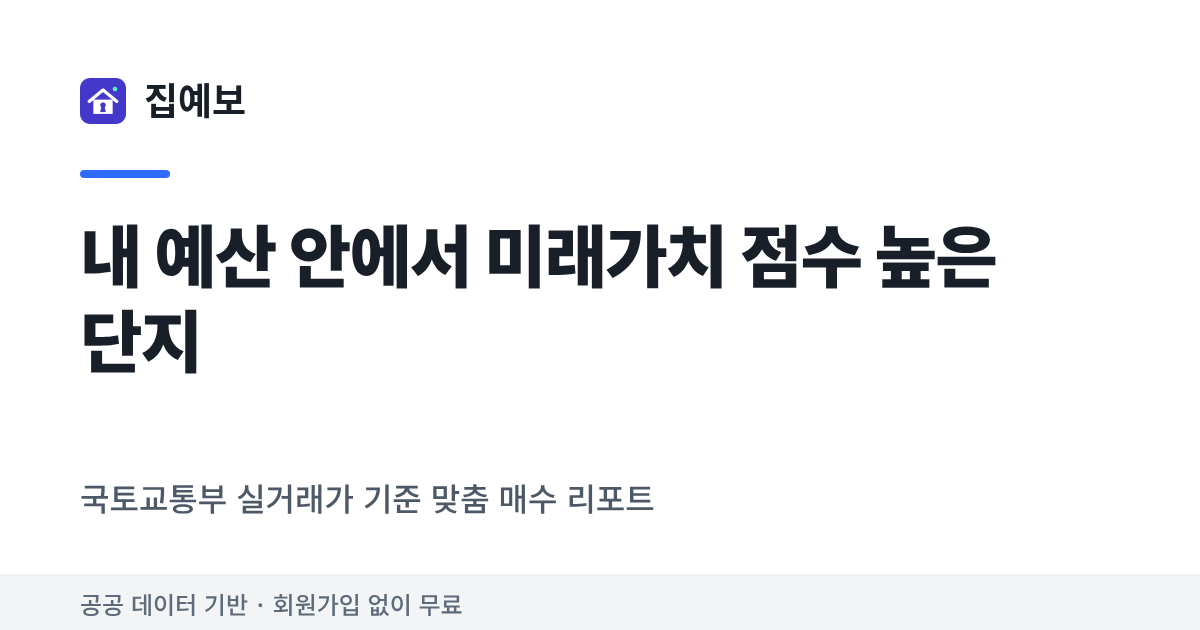 집예보
내 예산 안에서 미래가치 점수 높은
단지
국토교통부 실거래가 기준 맞춤 매수 리포트
공공 데이터 기반 · 회원가입 없이 무료